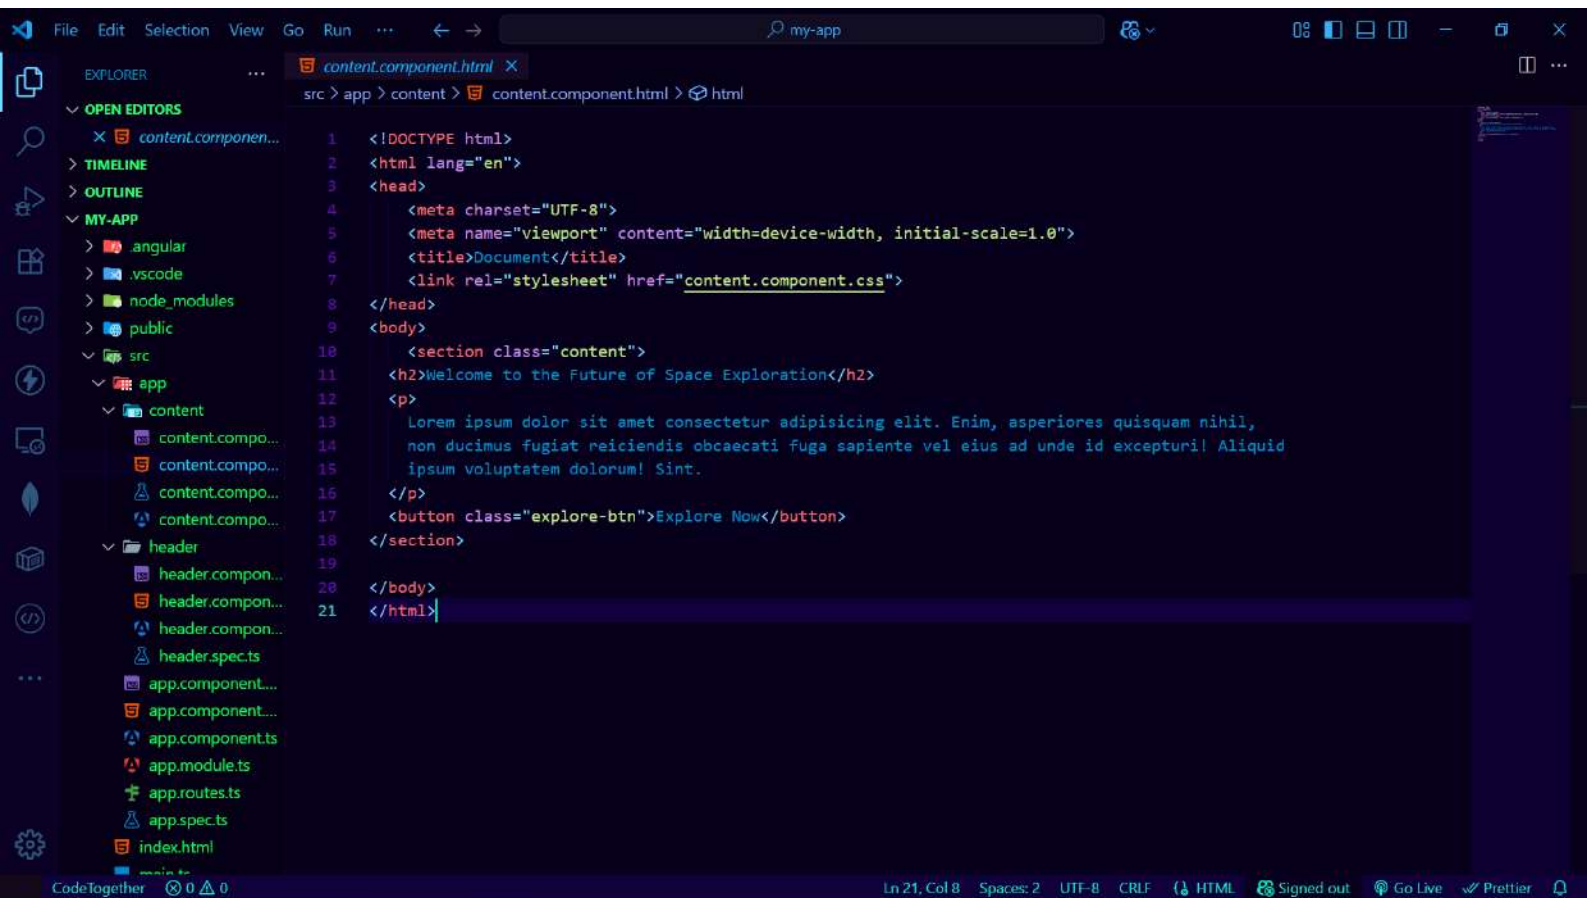 File Edit Selection View Go Run ··· my-app
EXPLORER ···
OPEN EDITORS
content.componen...
TIMELINE
OUTLINE
MY-APP
.angular
.vscode
node_modules
public
src
app
content
content.compo...
content.compo...
content.compo...
content.compo...
header
header.compon...
header.compon...
header.compon...
header.spec.ts
app.component....
app.component....
app.component.ts
app.module.ts
app.routes.ts
app.spec.ts
index.html
main.ts
content.component.html
src > app > content > content.component.html > html
1 <!DOCTYPE html>
2 <html lang="en">
3 <head>
4 <meta charset="UTF-8">
5 <meta name="viewport" content="width=device-width, initial-scale=1.0">
6 <title>Document</title>
7 <link rel="stylesheet" href="content.component.css">
8 </head>
9 <body>
10 <section class="content">
11 <h2>Welcome to the Future of Space Exploration</h2>
12 <p>
13 Lorem ipsum dolor sit amet consectetur adipisicing elit. Enim, asperiores quisquam nihil,
14 non ducimus fugiat reiciendis obcaecati fuga sapiente vel eius ad unde id excepturi! Aliquid
15 ipsum voluptatem dolorum! Sint.
16 </p>
17 <button class="explore-btn">Explore Now</button>
18 </section>
19
20 </body>
21 </html>
CodeTogether 0 0 Ln 21, Col 8 Spaces: 2 UTF-8 CRLF HTML Signed out Go Live Prettier